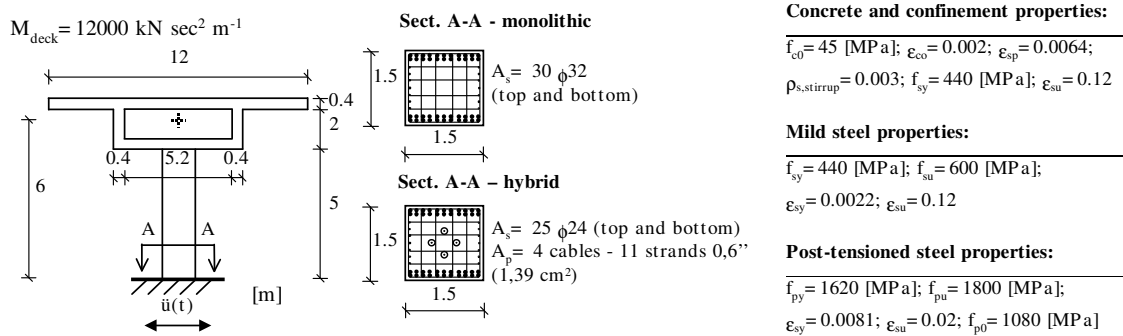 M_deck = 12000 kN sec² m⁻¹
12
0.4
2
0.4
5.2
0.4
6
5
A
A
ü(t)
[m]
Sect. A-A - monolithic
1.5
A_s= 30 ϕ32
(top and bottom)
1.5
Sect. A-A – hybrid
1.5
A_s= 25 ϕ24 (top and bottom)
A_p= 4 cables - 11 strands 0,6’’
(1,39 cm²)
1.5
Concrete and confinement properties:
f_c0= 45 [MPa]; ε_co= 0.002; ε_sp= 0.0064;
ρ_s,stirrup= 0.003; f_sy= 440 [MPa]; ε_su= 0.12
Mild steel properties:
f_sy= 440 [MPa]; f_su= 600 [MPa];
ε_sy= 0.0022; ε_su= 0.12
Post-tensioned steel properties:
f_py= 1620 [MPa]; f_pu= 1800 [MPa];
ε_sy= 0.0081; ε_su= 0.02; f_p0= 1080 [MPa]